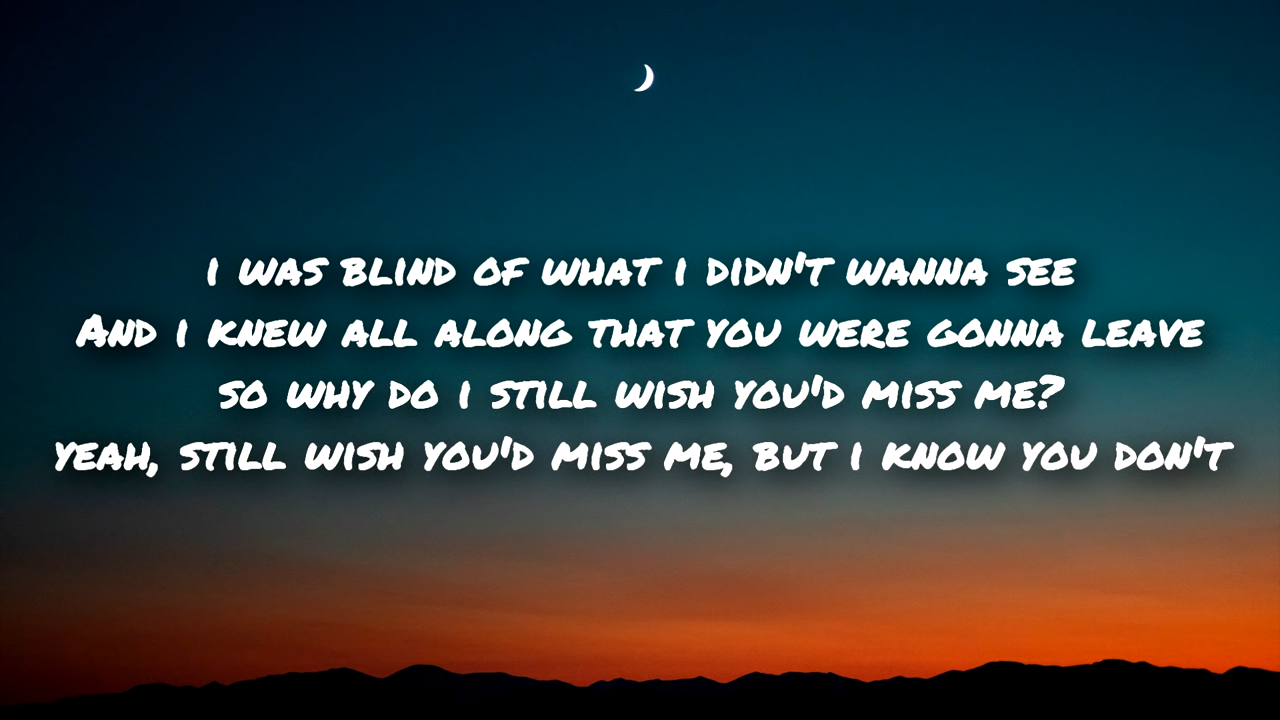 I WAS BLIND OF WHAT I DIDN'T WANNA SEE
AND I KNEW ALL ALONG THAT YOU WERE GONNA LEAVE
SO WHY DO I STILL WISH YOU'D MISS ME?
YEAH, STILL WISH YOU'D MISS ME, BUT I KNOW YOU DON'T